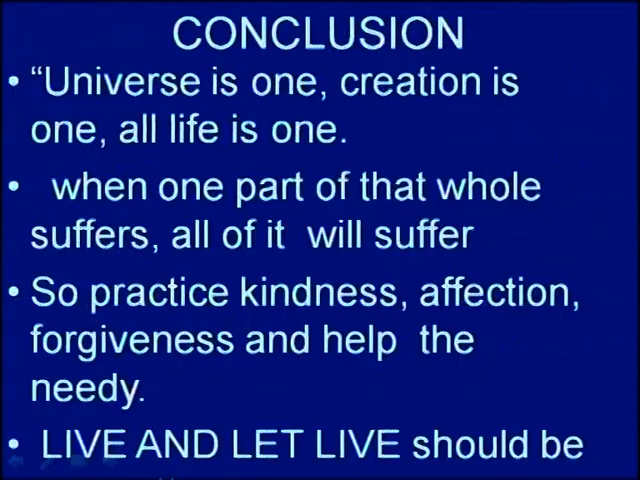 CONCLUSION
• “Universe is one, creation is
one, all life is one.
• when one part of that whole
suffers, all of it will suffer
• So practice kindness, affection,
forgiveness and help the
needy.
• LIVE AND LET LIVE should be